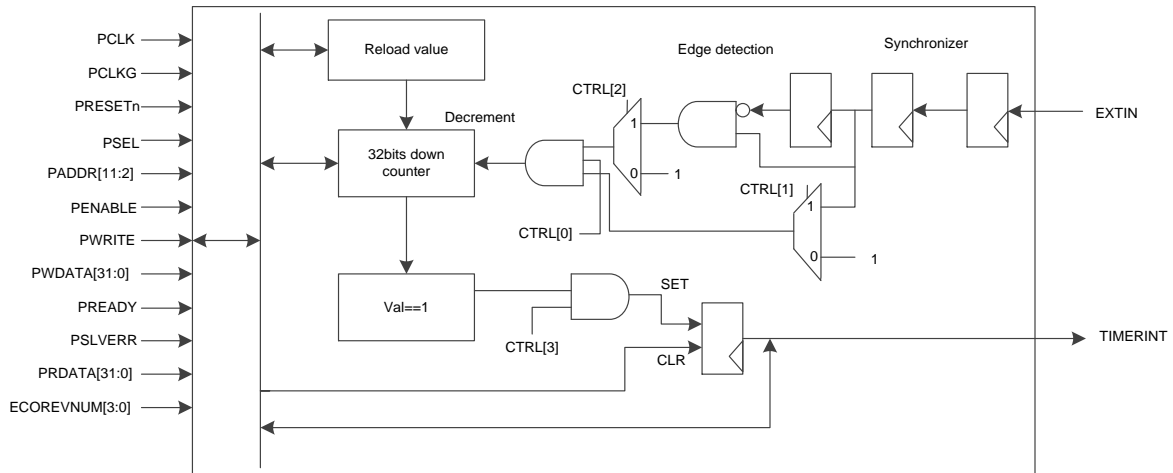 PCLK
PCLKG
PRESETn
PSEL
PADDR[11:2]
PENABLE
PWRITE
PWDATA[31:0]
PREADY
PSLVERR
PRDATA[31:0]
ECOREVNUM[3:0]
Reload value
Edge detection
Synchronizer
CTRL[2]
Decrement
1
EXTIN
32bits down
counter
0
1
CTRL[1]
1
CTRL[0]
0
1
Val==1
SET
CTRL[3]
CLR
TIMERINT